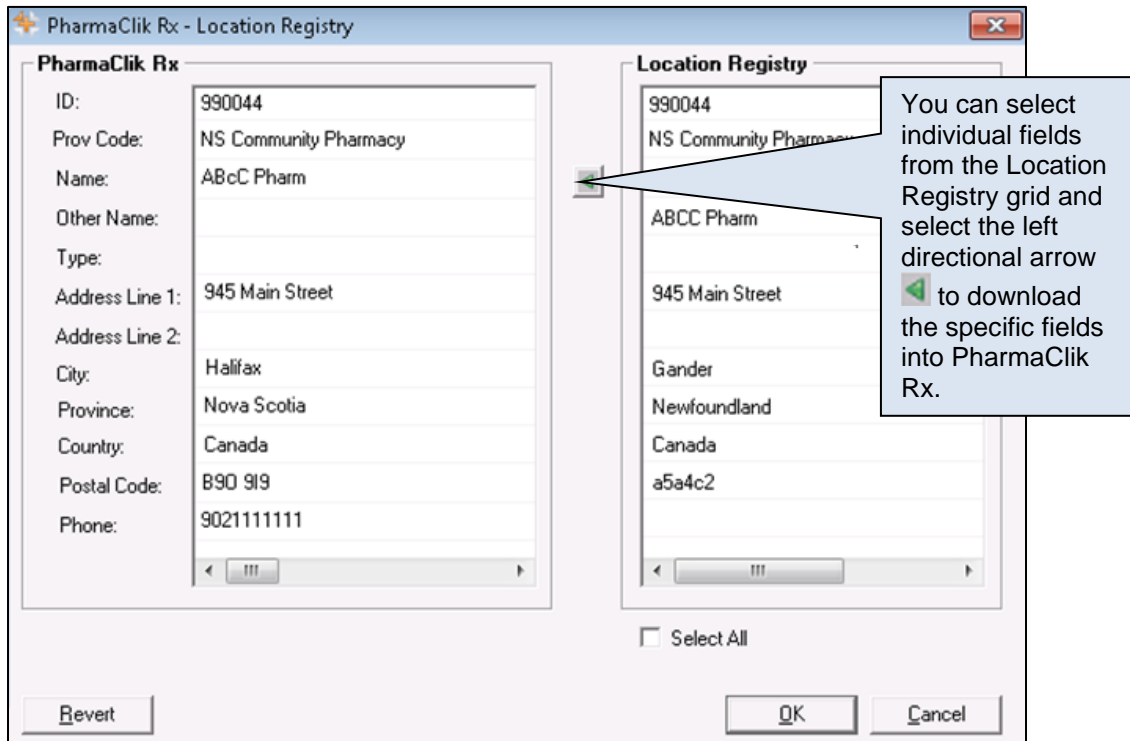 PharmaClik Rx - Location Registry
PharmaClik Rx
ID: 990044
Prov Code: NS Community Pharmacy
Name: ABcC Pharm
Other Name:
Type:
Address Line 1: 945 Main Street
Address Line 2:
City: Halifax
Province: Nova Scotia
Country: Canada
Postal Code: B9O 9I9
Phone: 9021111111
Location Registry
990044
NS Community Pharmacy
ABCC Pharm
945 Main Street
Gander
Newfoundland
Canada
a5a4c2
Select All
You can select
individual fields
from the Location
Registry grid and
select the left
directional arrow
to download
the specific fields
into PharmaClik
Rx.
Revert
OK
Cancel